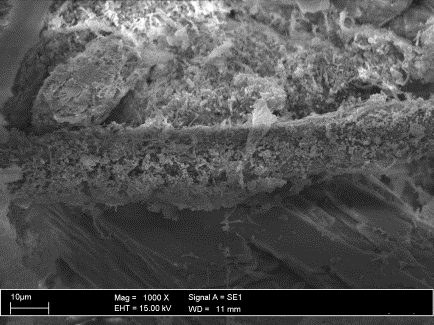 10μm Mag = 1000 X Signal A = SE1
EHT = 15.00 kV WD = 11 mm